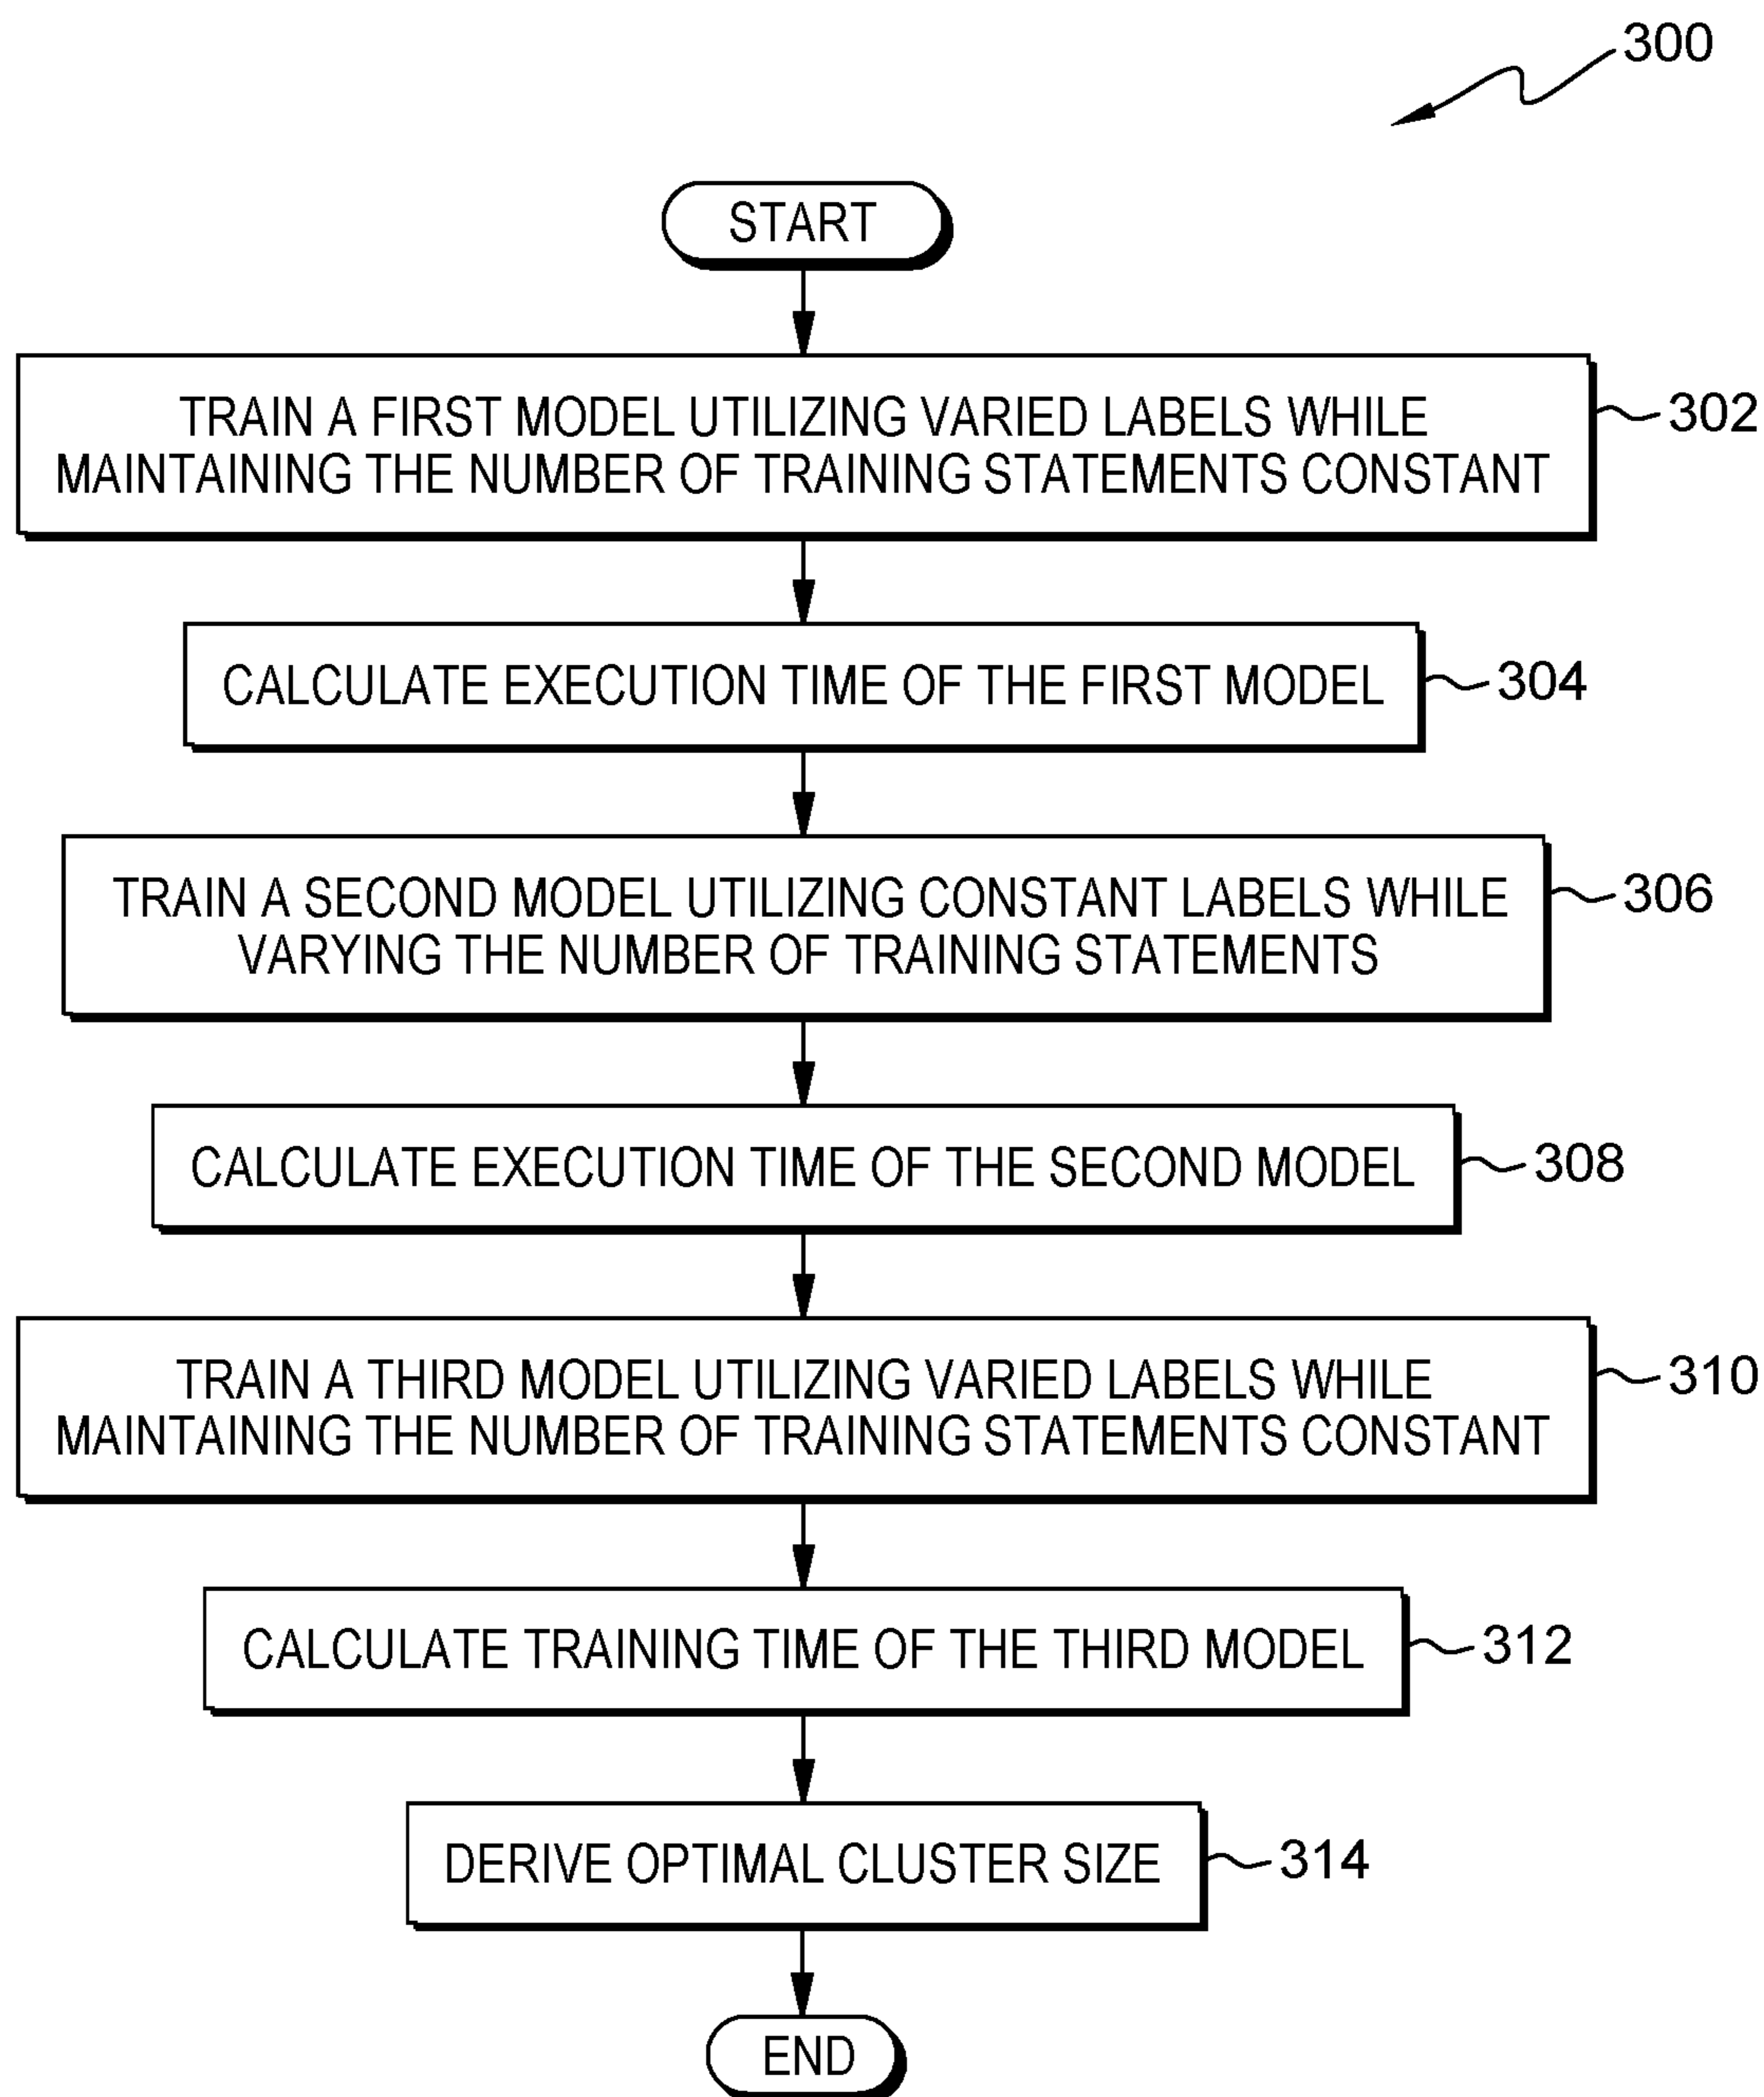 300
START
TRAIN A FIRST MODEL UTILIZING VARIED LABELS WHILE
MAINTAINING THE NUMBER OF TRAINING STATEMENTS CONSTANT
302
CALCULATE EXECUTION TIME OF THE FIRST MODEL
304
TRAIN A SECOND MODEL UTILIZING CONSTANT LABELS WHILE
VARYING THE NUMBER OF TRAINING STATEMENTS
306
CALCULATE EXECUTION TIME OF THE SECOND MODEL
308
TRAIN A THIRD MODEL UTILIZING VARIED LABELS WHILE
MAINTAINING THE NUMBER OF TRAINING STATEMENTS CONSTANT
310
CALCULATE TRAINING TIME OF THE THIRD MODEL
312
DERIVE OPTIMAL CLUSTER SIZE
314
END